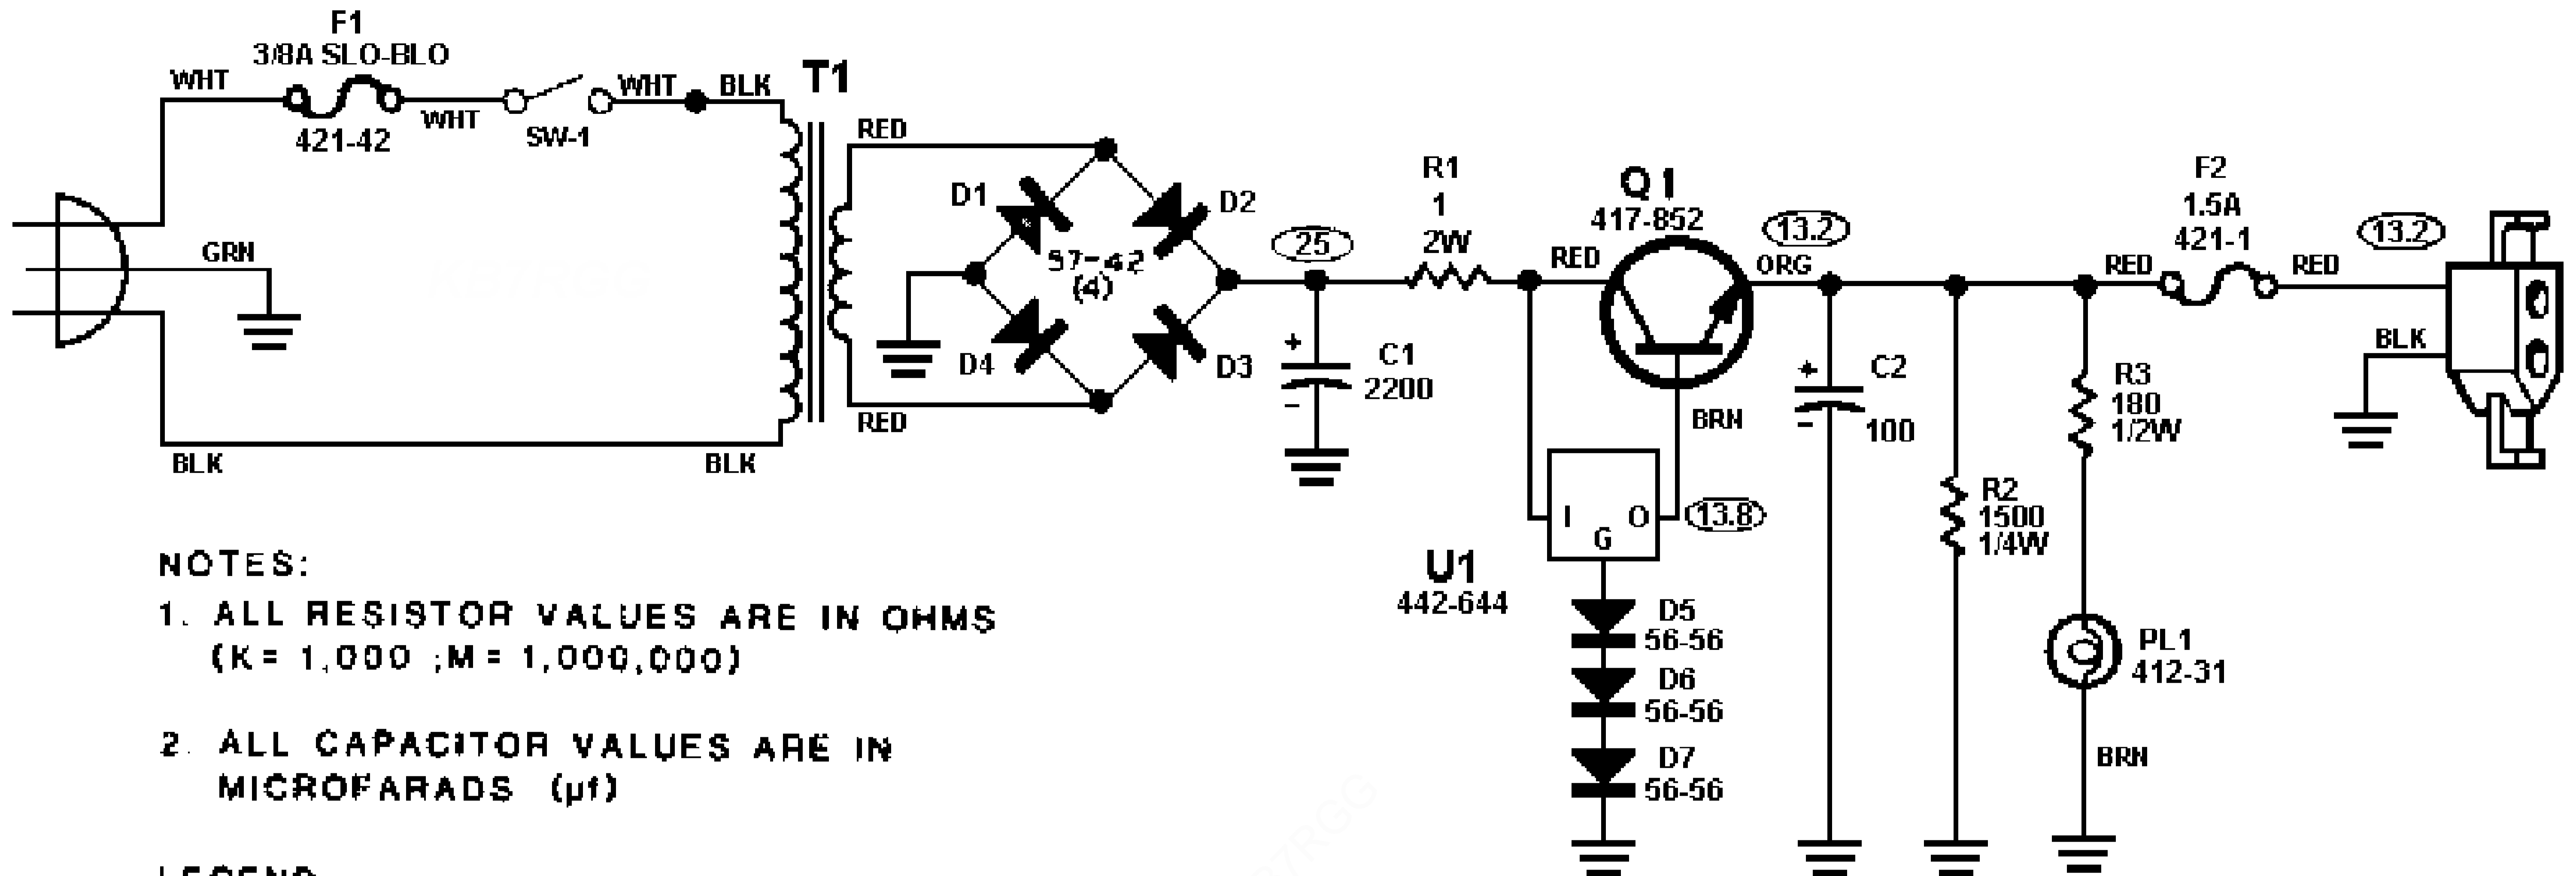 F1
3/8A SLO-BLO
WHT
421-42
WHT
SW-1
WHT
BLK
T1
GRN
BLK
BLK
RED
RED
D1
D2
57-42
(4)
D4
D3
25
R1
1
2W
C1
2200
+
-
RED
Q1
417-852
13.2
ORG
BRN
I
O
G
13.8
U1
442-644
D5
56-56
D6
56-56
D7
56-56
+
-
C2
100
R2
1500
1/4W
R3
180
1/2W
PL1
412-31
BRN
RED
F2
1.5A
421-1
RED
13.2
BLK
NOTES:
1. ALL RESISTOR VALUES ARE IN OHMS
(K = 1,000 ;M = 1,000,000)
2. ALL CAPACITOR VALUES ARE IN
MICROFARADS (µf)